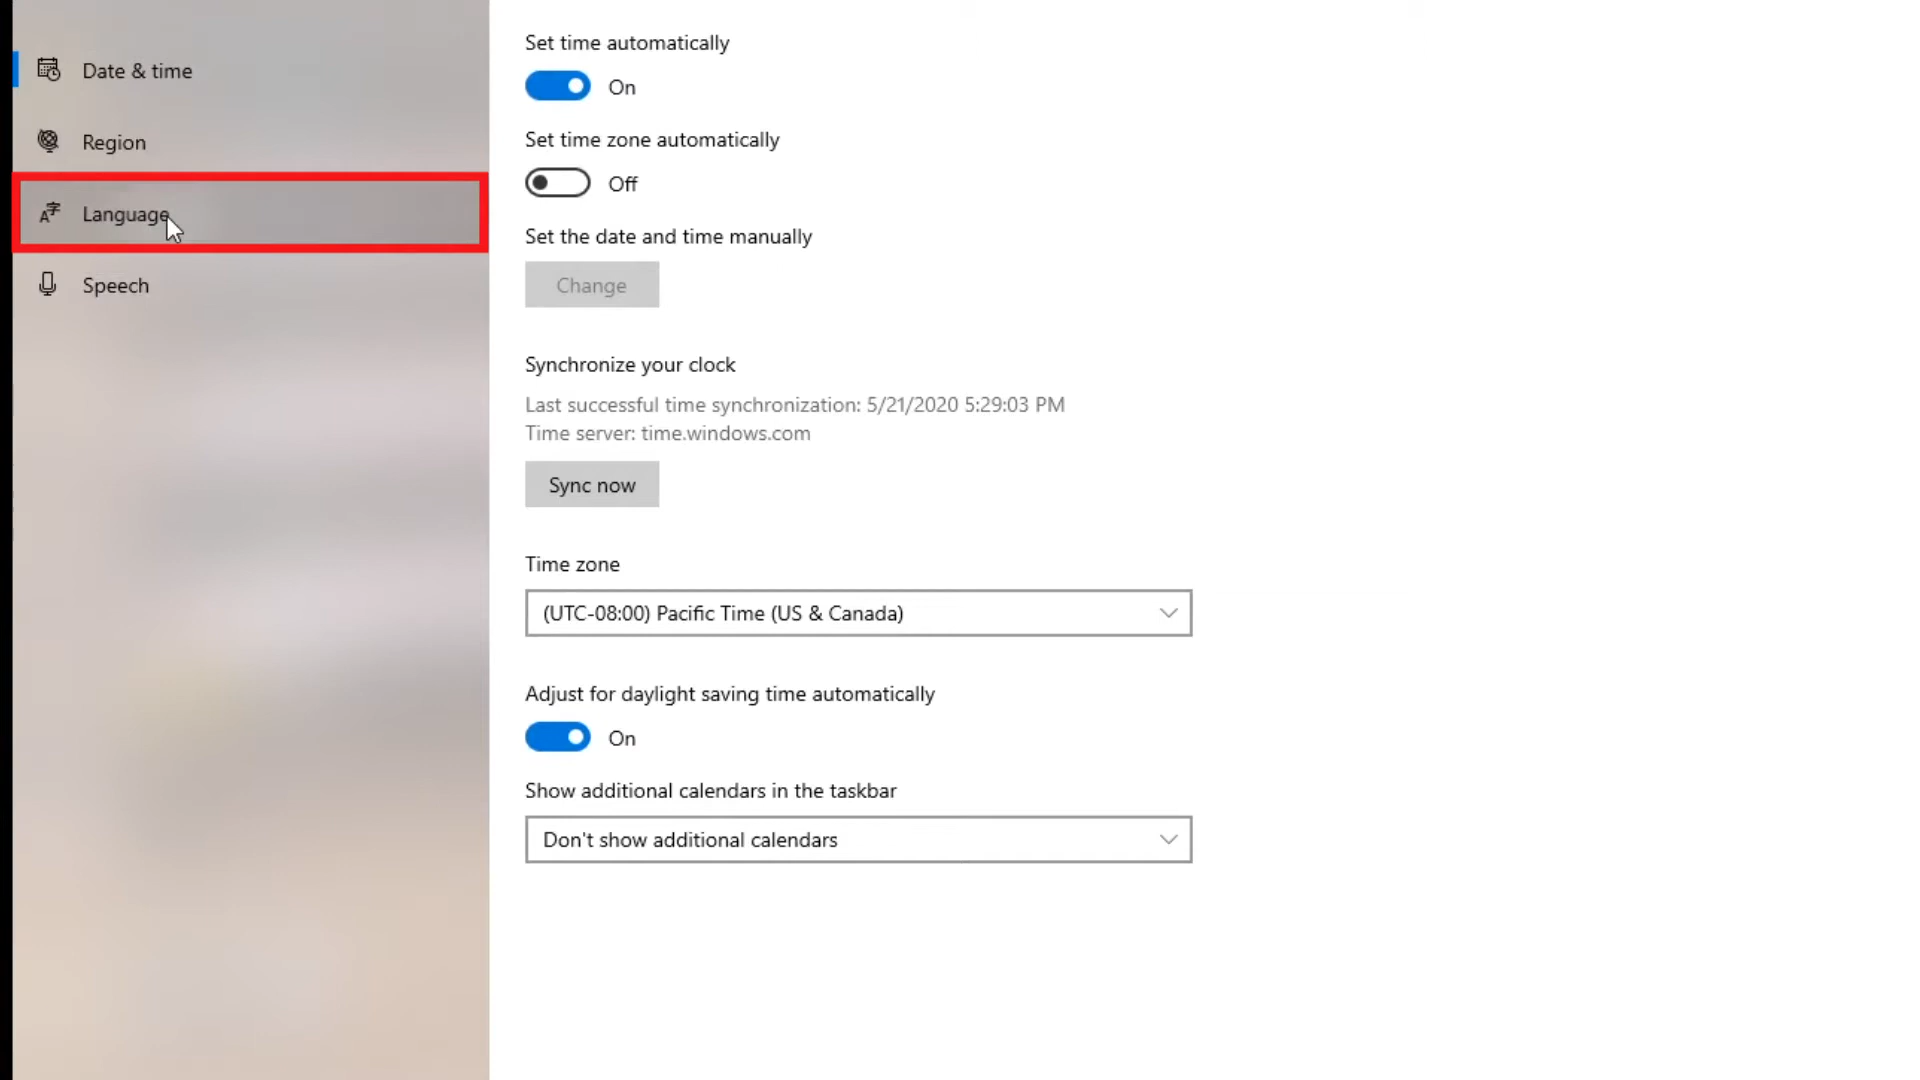 Date & time
Region
Language
Speech
Set time automatically
On
Set time zone automatically
Off
Set the date and time manually
Change
Synchronize your clock
Last successful time synchronization: 5/21/2020 5:29:03 PM
Time server: time.windows.com
Sync now
Time zone
(UTC-08:00) Pacific Time (US & Canada)
Adjust for daylight saving time automatically
On
Show additional calendars in the taskbar
Don't show additional calendars